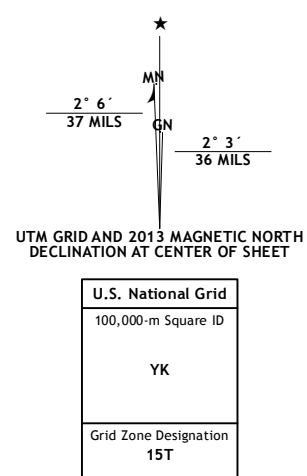 ★
MN
GN
2° 6´
37 MILS
2° 3´
36 MILS
UTM GRID AND 2013 MAGNETIC NORTH
DECLINATION AT CENTER OF SHEET
U.S. National Grid
100,000-m Square ID
YK
Grid Zone Designation
15T